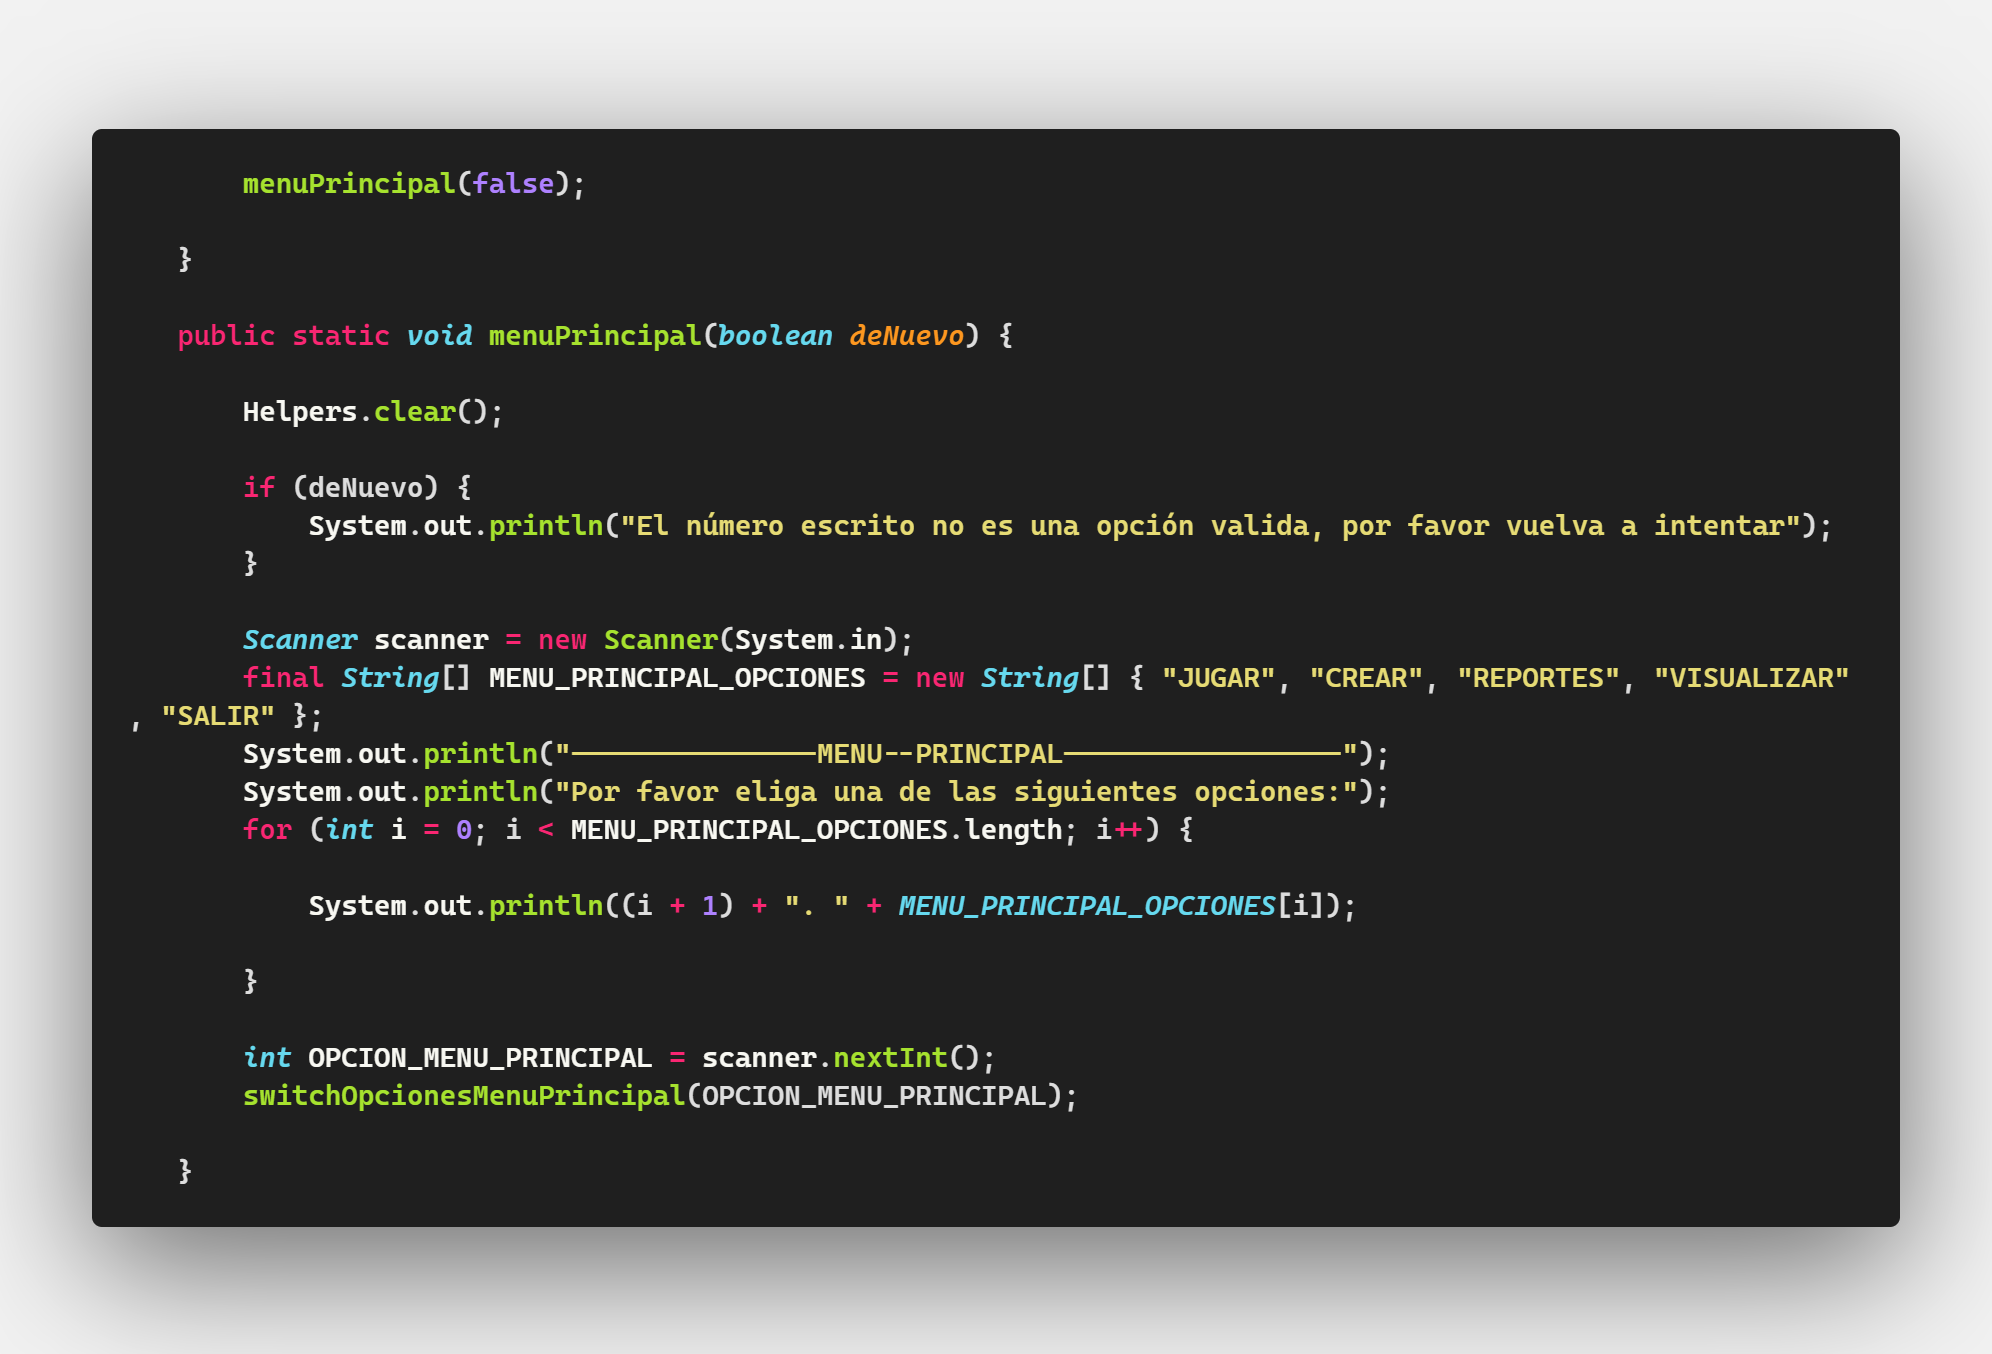 menuPrincipal(false);
}
public static void menuPrincipal(boolean deNuevo) {
Helpers.clear();
if (deNuevo) {
System.out.println("El número escrito no es una opción valida, por favor vuelva a intentar");
}
Scanner scanner = new Scanner(System.in);
final String[] MENU_PRINCIPAL_OPCIONES = new String[] { "JUGAR", "CREAR", "REPORTES", "VISUALIZAR"
, "SALIR" };
System.out.println("---------------MENU--PRINCIPAL-----------------");
System.out.println("Por favor eliga una de las siguientes opciones:");
for (int i = 0; i < MENU_PRINCIPAL_OPCIONES.length; i++) {
System.out.println((i + 1) + ". " + MENU_PRINCIPAL_OPCIONES[i]);
}
int OPCION_MENU_PRINCIPAL = scanner.nextInt();
switchOpcionesMenuPrincipal(OPCION_MENU_PRINCIPAL);
}